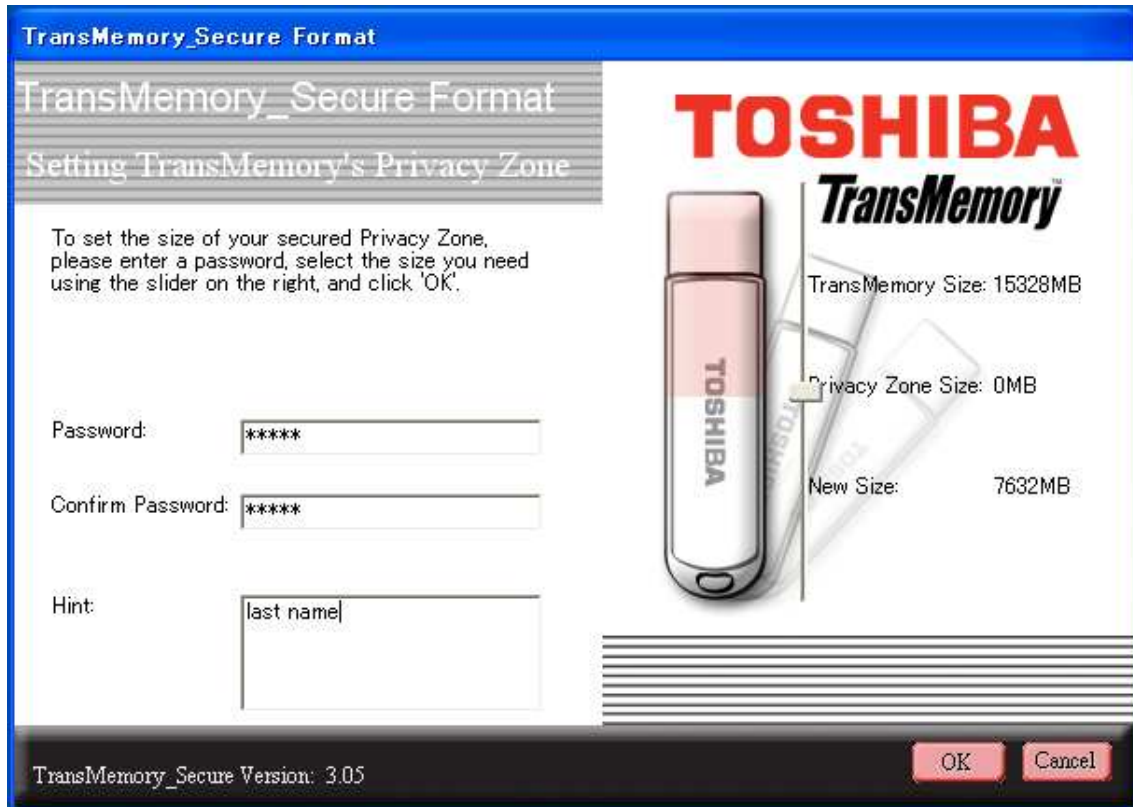 TransMemory_Secure Format
TransMemory_Secure Format
Setting TransMemory's Privacy Zone
To set the size of your secured Privacy Zone,
please enter a password, select the size you need
using the slider on the right, and click 'OK'.
Password: *****
Confirm Password: *****
Hint: last name
TOSHIBA
TransMemory™
TransMemory Size: 15328MB
Privacy Zone Size: 0MB
New Size: 7632MB
TOSHIBA
TOSHIBA
TOSHIBA
OK
Cancel
TransMemory_Secure Version: 3.05